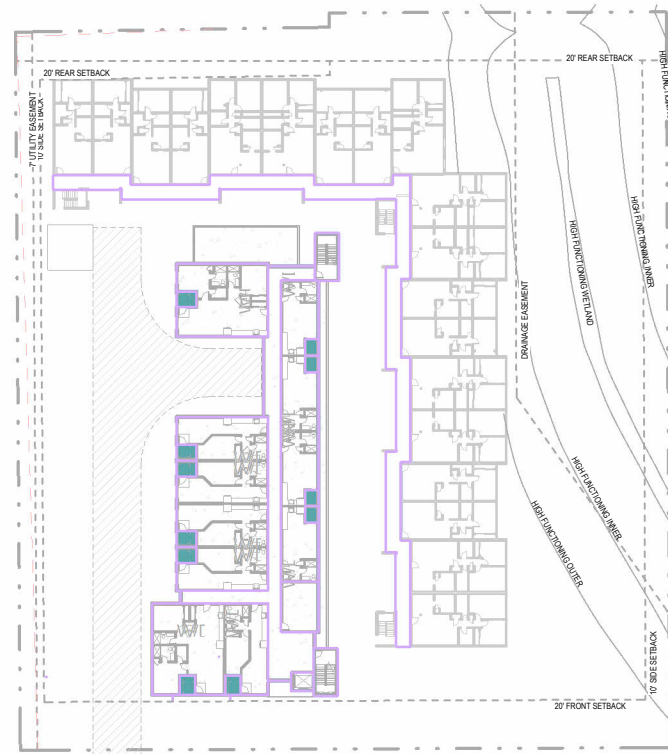 20' REAR SETBACK
20' REAR SETBACK
7' UTILITY EASEMENT
10' SIDE SETBACK
HIGH FUNCTIONING INNER
HIGH FUNCTIONING WETLAND
DRAINAGE EASEMENT
HIGH FUNCTIONING INNER
HIGH FUNCTIONING OUTER
10' SIDE SETBACK
20' FRONT SETBACK